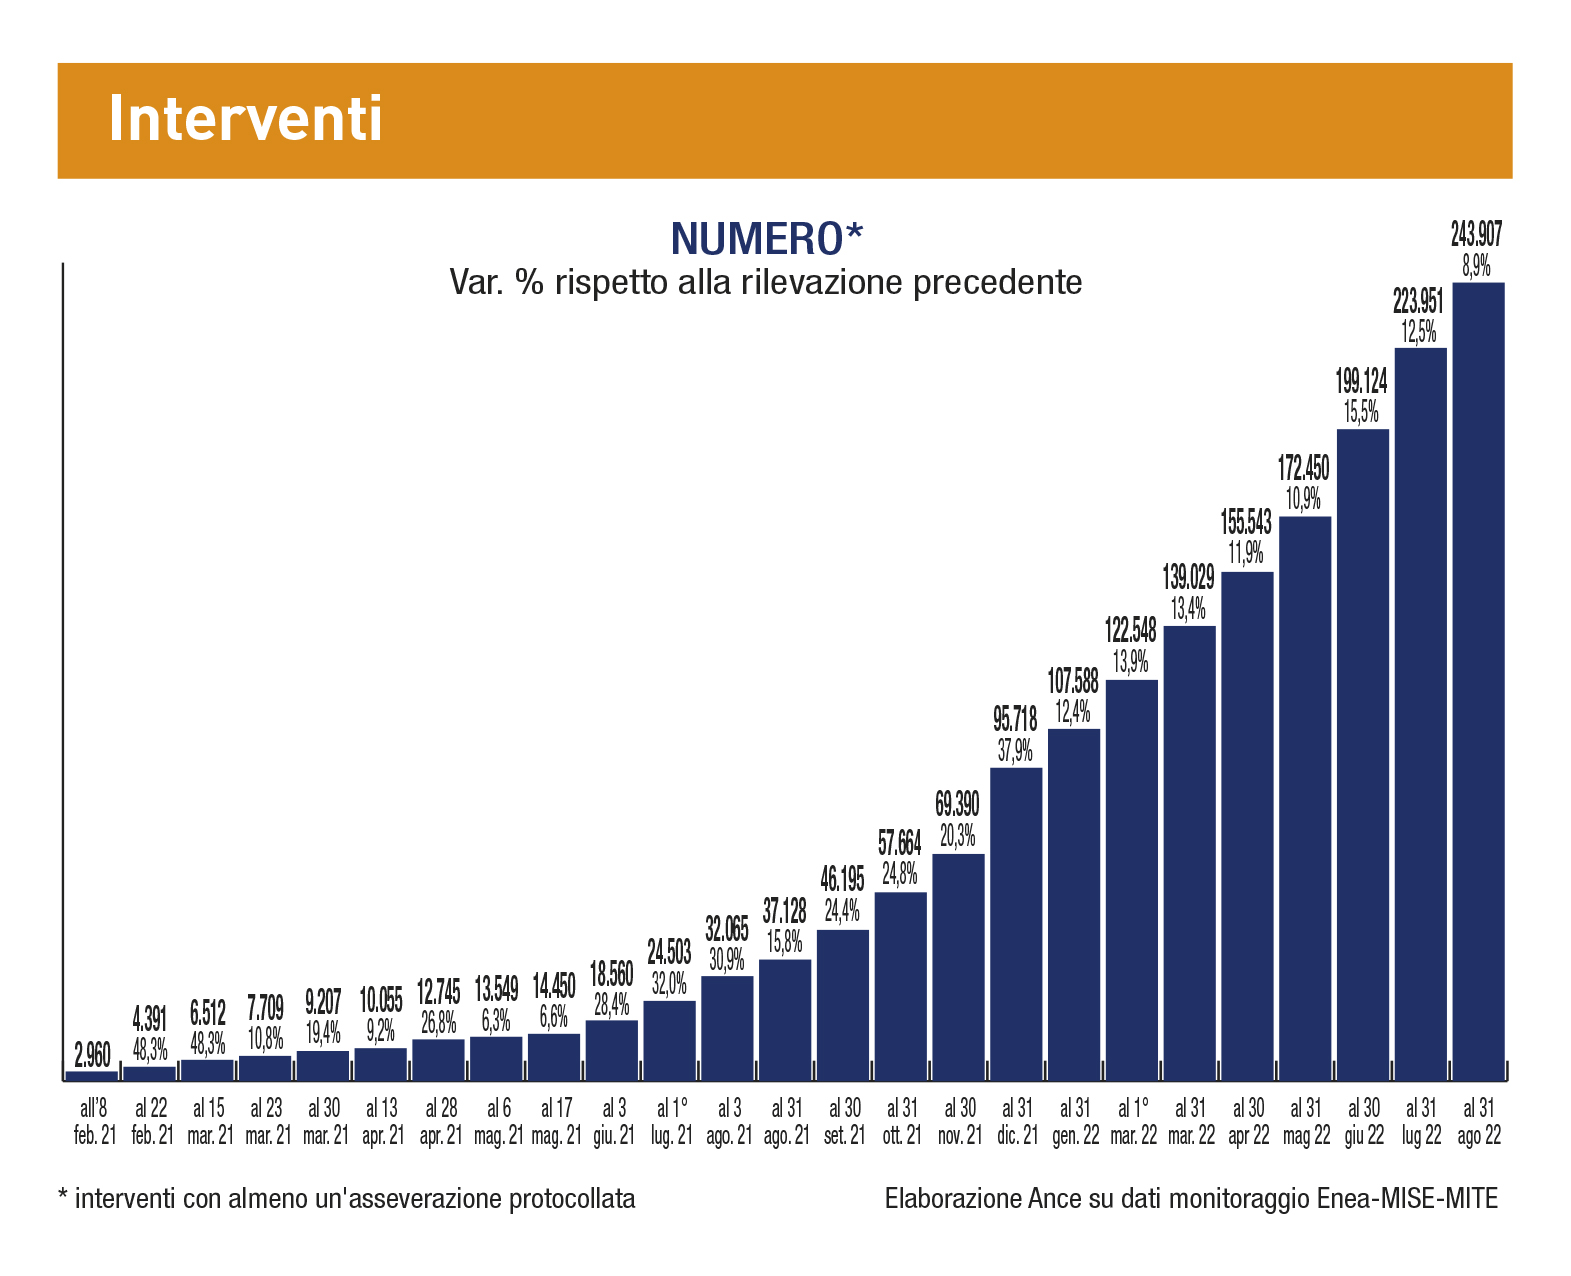 Interventi
NUMERO*
Var. % rispetto alla rilevazione precedente
2.960
4.391
48,3%
6.512
48,3%
7.709
10,8%
9.207
19,4%
10.055
9,2%
12.745
26,8%
13.549
6,3%
14.450
6,6%
18.560
28,4%
24.503
32,0%
32.065
30,9%
37.128
15,8%
46.195
24,4%
57.664
24,8%
69.390
20,3%
95.718
37,9%
107.588
12,4%
122.548
13,9%
139.029
13,4%
155.543
11,9%
172.450
10,9%
199.124
15,5%
223.951
12,5%
243.907
8,9%
all’8
feb. 21
al 22
feb. 21
al 15
mar. 21
al 23
mar. 21
al 30
mar. 21
al 13
apr. 21
al 28
apr. 21
al 6
mag. 21
al 17
mag. 21
al 3
giu. 21
al 1°
lug. 21
al 3
ago. 21
al 31
ago. 21
al 30
set. 21
al 31
ott. 21
al 30
nov. 21
al 31
dic. 21
al 31
gen. 22
al 1°
mar. 22
al 31
mar. 22
al 30
apr 22
al 31
mag 22
al 30
giu 22
al 31
lug 22
al 31
ago 22
* interventi con almeno un'asseverazione protocollata
Elaborazione Ance su dati monitoraggio Enea-MISE-MITE